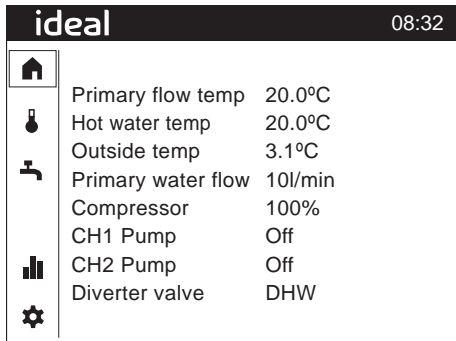 ideal 08:32
Primary flow temp 20.0ºC
Hot water temp 20.0ºC
Outside temp 3.1ºC
Primary water flow 10l/min
Compressor 100%
CH1 Pump Off
CH2 Pump Off
Diverter valve DHW